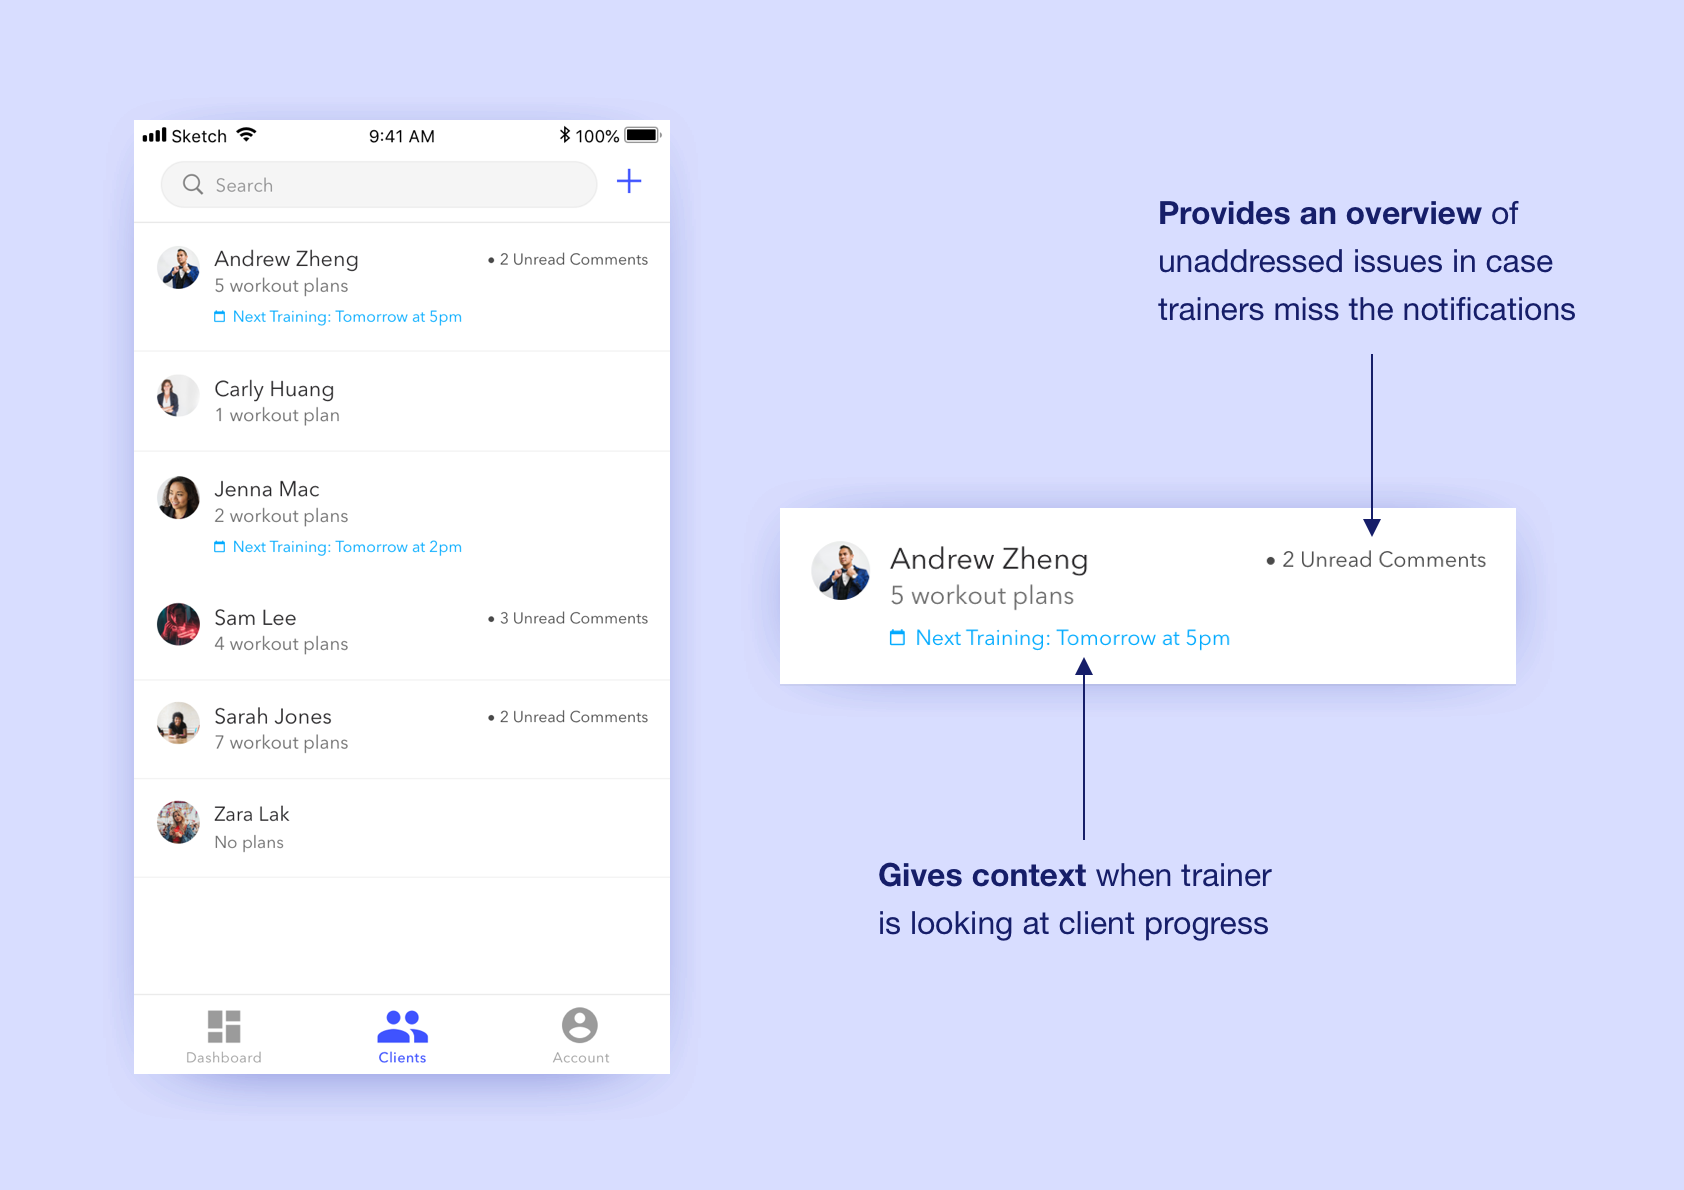 Sketch 9:41 AM 100%
Search
Andrew Zheng • 2 Unread Comments
5 workout plans
Next Training: Tomorrow at 5pm
Carly Huang
1 workout plan
Jenna Mac
2 workout plans
Next Training: Tomorrow at 2pm
Sam Lee • 3 Unread Comments
4 workout plans
Sarah Jones • 2 Unread Comments
7 workout plans
Zara Lak
No plans
Dashboard Clients Account
Provides an overview of
unaddressed issues in case
trainers miss the notifications
Andrew Zheng • 2 Unread Comments
5 workout plans
Next Training: Tomorrow at 5pm
Gives context when trainer
is looking at client progress